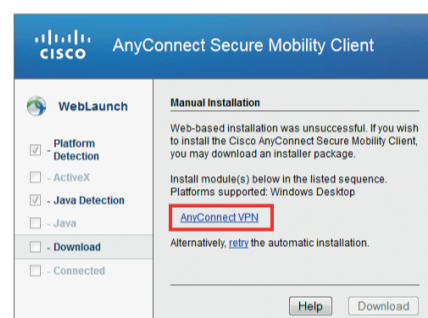 CISCO AnyConnect Secure Mobility Client
WebLaunch
- Platform
Detection
- ActiveX
- Java Detection
- Java
- Download
- Connected
Manual Installation
Web-based installation was unsuccessful. If you wish
to install the Cisco AnyConnect Secure Mobility Client,
you may download an installer package.
Install module(s) below in the listed sequence.
Platforms supported: Windows Desktop
AnyConnect VPN
Alternatively, retry the automatic installation.
Help Download